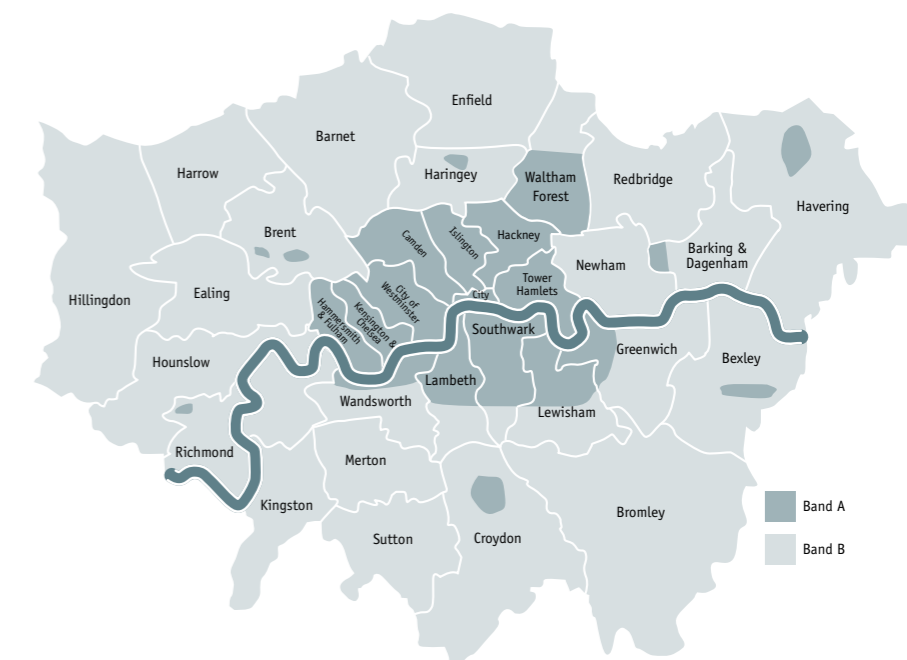 Enfield
Barnet
Harrow
Haringey
Waltham
Forest
Redbridge
Havering
Brent
Camden
Islington
Hackney
Newham
Barking &
Dagenham
Hillingdon
Ealing
Hammersmith
& Fulham
Kensington &
Chelsea
City of
Westminster
City
Tower
Hamlets
Southwark
Greenwich
Bexley
Hounslow
Wandsworth
Lambeth
Lewisham
Richmond
Merton
Kingston
Sutton
Croydon
Bromley
Band A
Band B